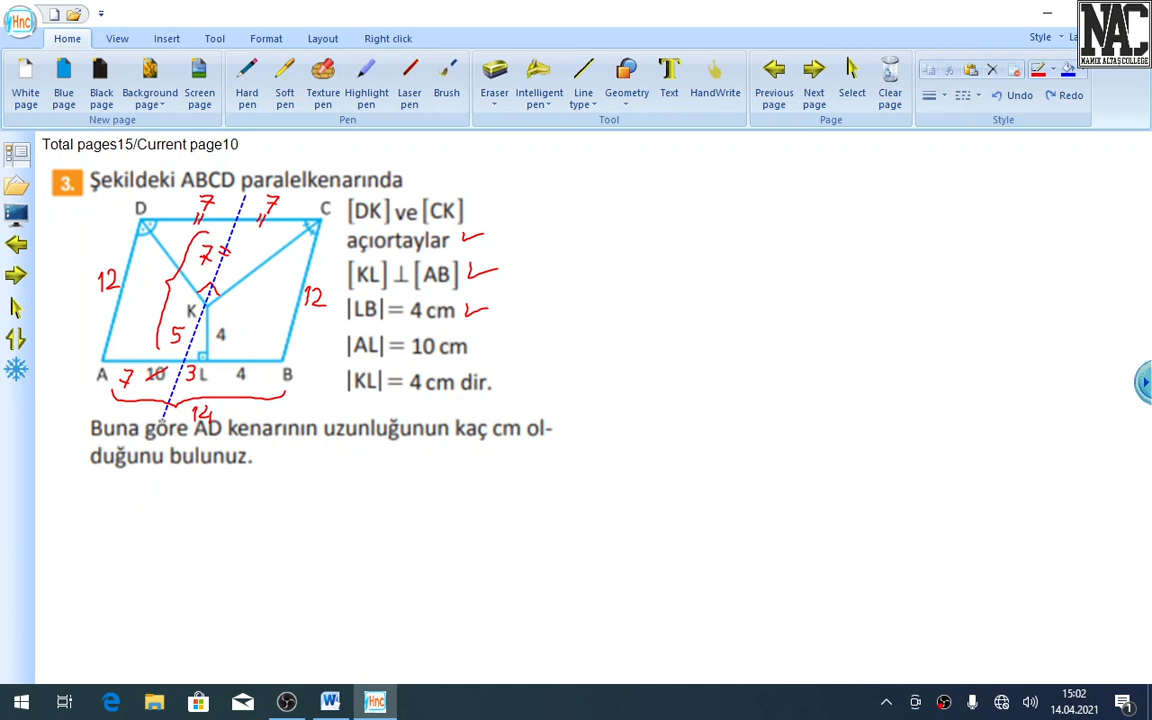 Home View Insert Tool Format Layout Right click
Style
NAC
NAMIK ALTAS COLLEGE
White page
Blue page
Black page
Background page
Screen page
Hard pen
Soft pen
Texture pen
Highlight pen
Laser pen
Brush
Eraser
Intelligent pen
Line type
Geometry
Text
HandWrite
Previous page
Next page
Select
Clear page
Undo Redo
New page Pen Tool Page Style
Total pages15/Current page10
3. Şekildeki ABCD paralelkenarında
[DK] ve [CK]
açıortaylar
[KL] ⊥ [AB]
|LB| = 4 cm
|AL| = 10 cm
|KL| = 4 cm dir.
7 7
D C
7
12 12
K
5 4
A 7 10 3 L 4 B
14
Buna göre AD kenarının uzunluğunun kaç cm ol-
duğunu bulunuz.
15:02
14.04.2021